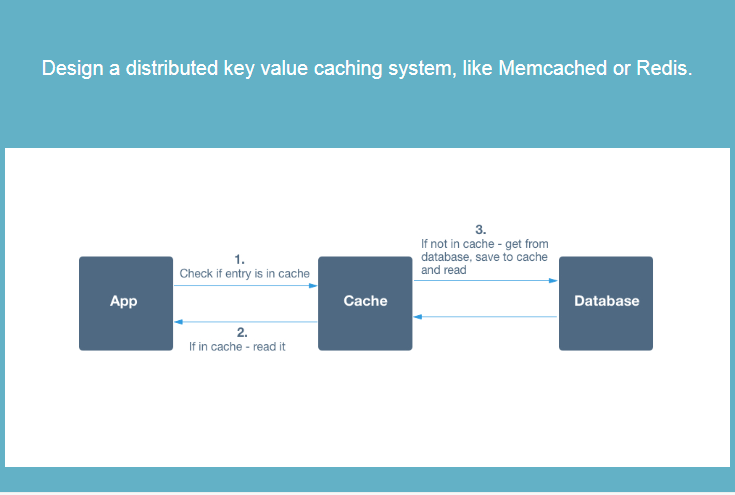 Design a distributed key value caching system, like Memcached or Redis.
App
1.
Check if entry is in cache
2.
If in cache - read it
Cache
3.
If not in cache - get from
database, save to cache
and read
Database